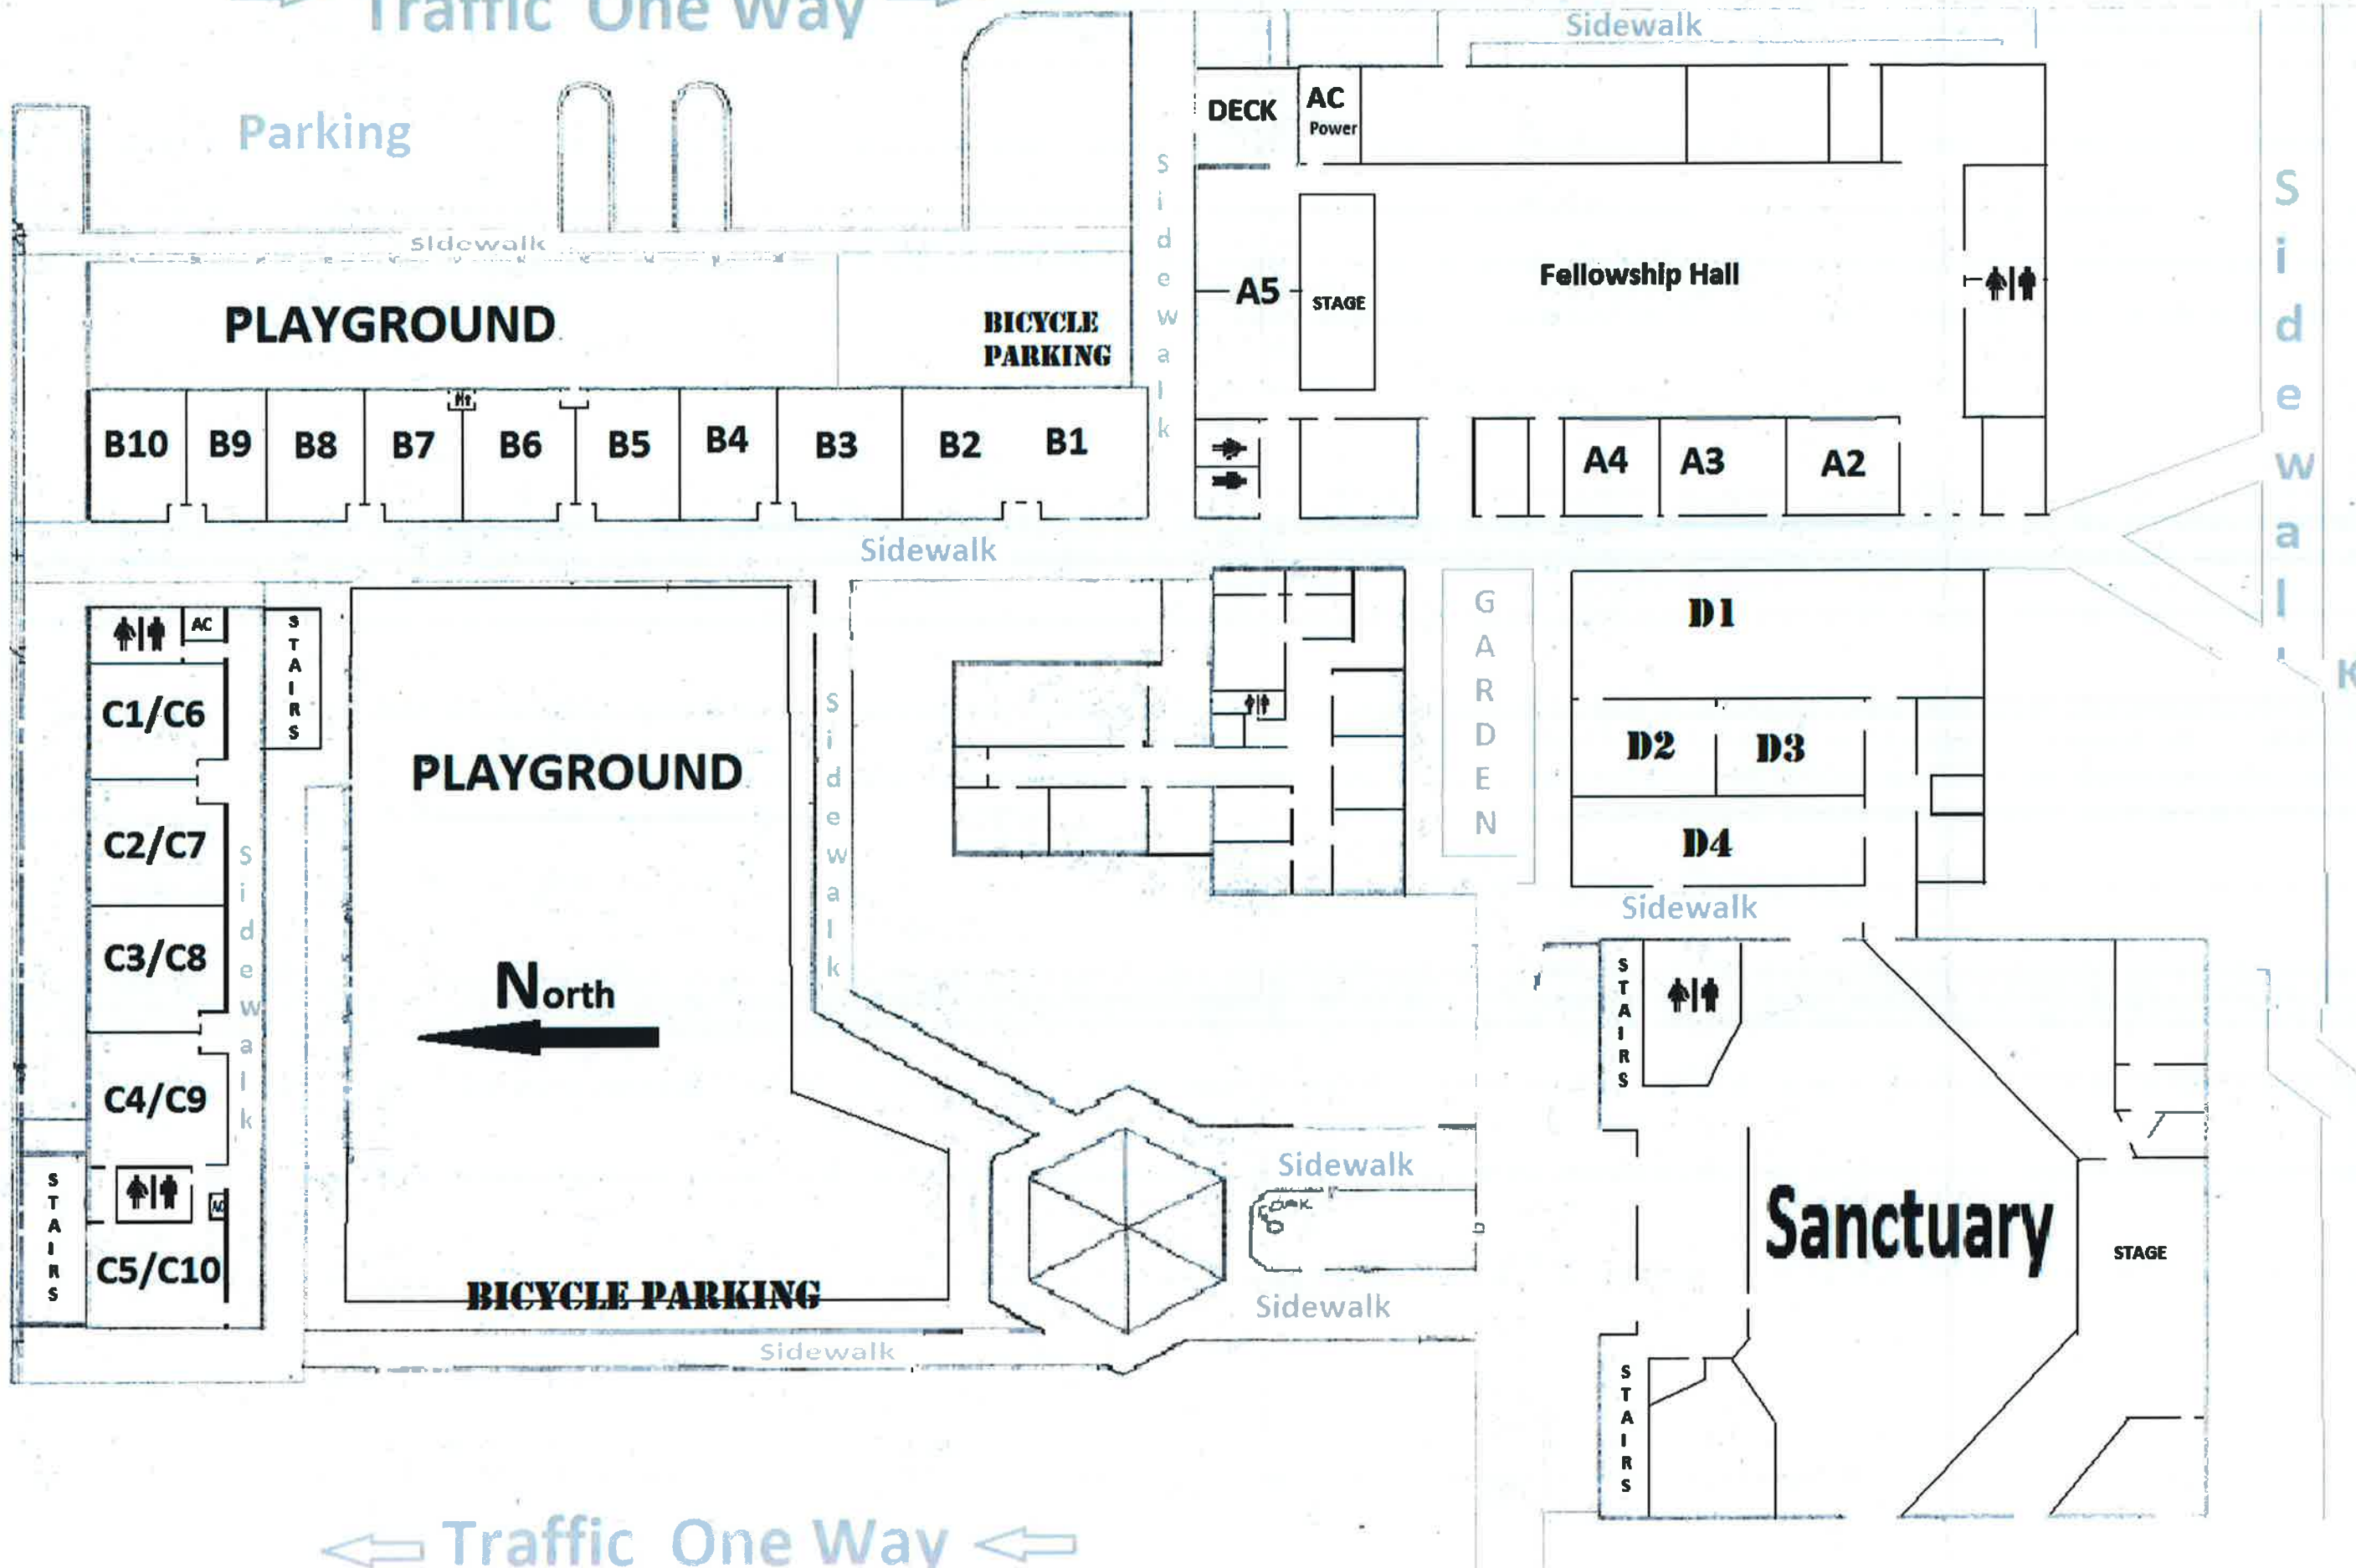 Traffic One Way
Sidewalk
Parking
DECK
AC
Power
Sidewalk
Sidewalk
Sidewalk
PLAYGROUND
BICYCLE
PARKING
A5
STAGE
Fellowship Hall
Sidewalk
B10
B9
B8
B7
B6
B5
B4
B3
B2
B1
A4
A3
A2
Sidewalk
AC
STAIRS
C1/C6
C2/C7
C3/C8
C4/C9
C5/C10
AC
STAIRS
Sidewalk
PLAYGROUND
North
BICYCLE PARKING
Sidewalk
Sidewalk
GARDEN
D1
D2
D3
D4
Sidewalk
STAIRS
Sanctuary
STAGE
STAIRS
Sidewalk
Sidewalk
Traffic One Way